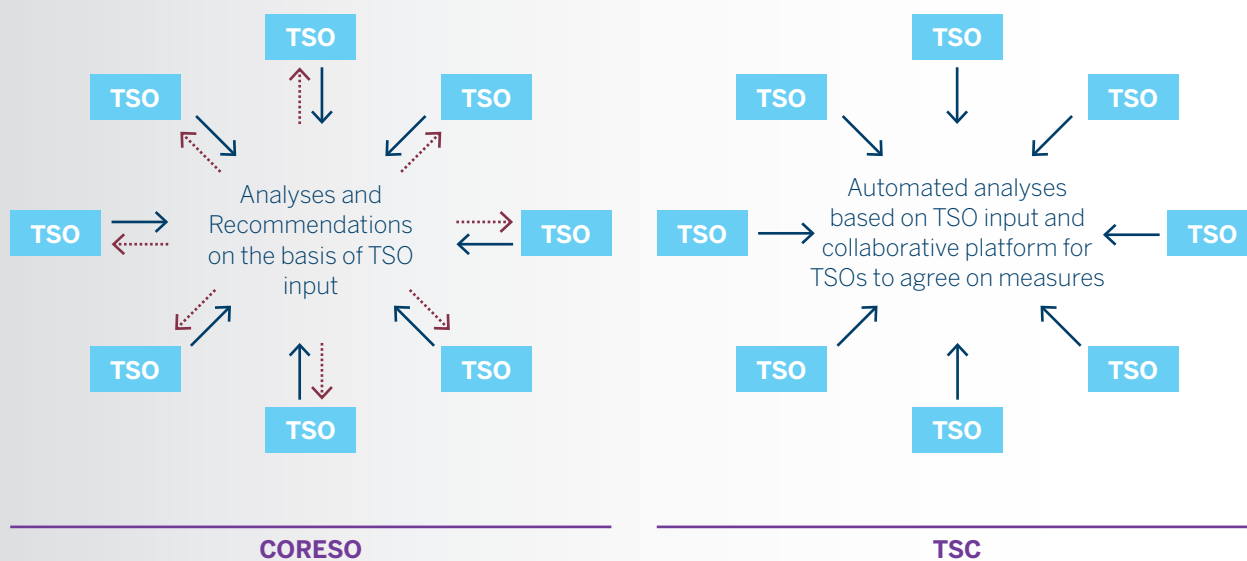 TSO
TSO
TSO
TSO
Analyses and
Recommendations
on the basis of TSO
input
TSO
TSO
TSO
TSO
CORESO
TSO
TSO
TSO
TSO
Automated analyses
based on TSO input and
collaborative platform for
TSOs to agree on measures
TSO
TSO
TSO
TSO
TSC